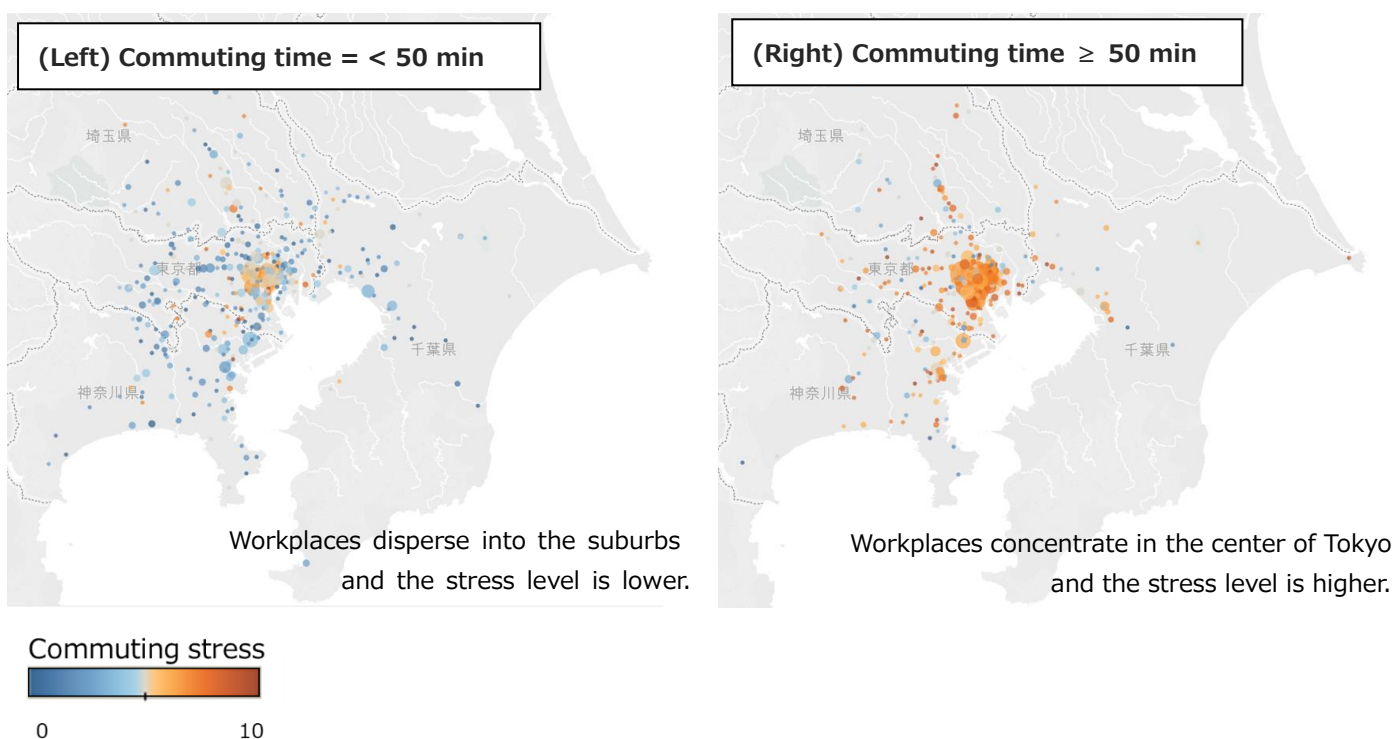 (Left) Commuting time = < 50 min
埼玉県
東京都
千葉県
神奈川県
Workplaces disperse into the suburbs
and the stress level is lower.
(Right) Commuting time ≥ 50 min
埼玉県
東京都
千葉県
神奈川県
Workplaces concentrate in the center of Tokyo
and the stress level is higher.
Commuting stress
0 10